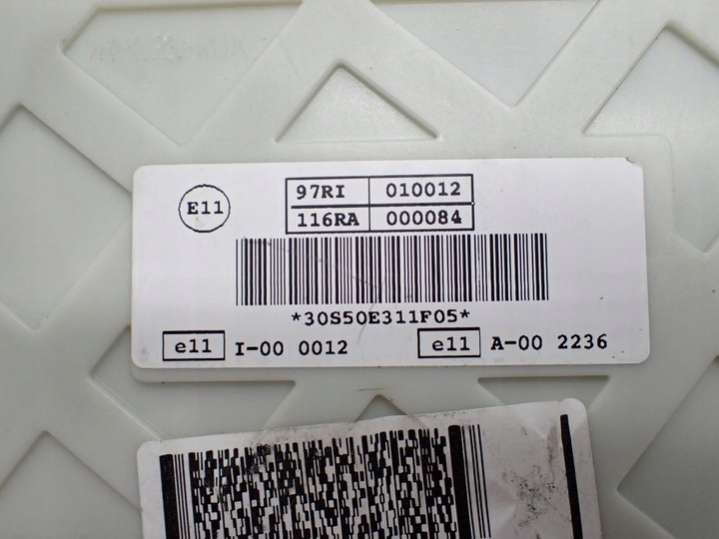 E11
97RI 010012
116RA 000084
*30S50E311F05*
e11 I-00 0012 e11 A-00 2236